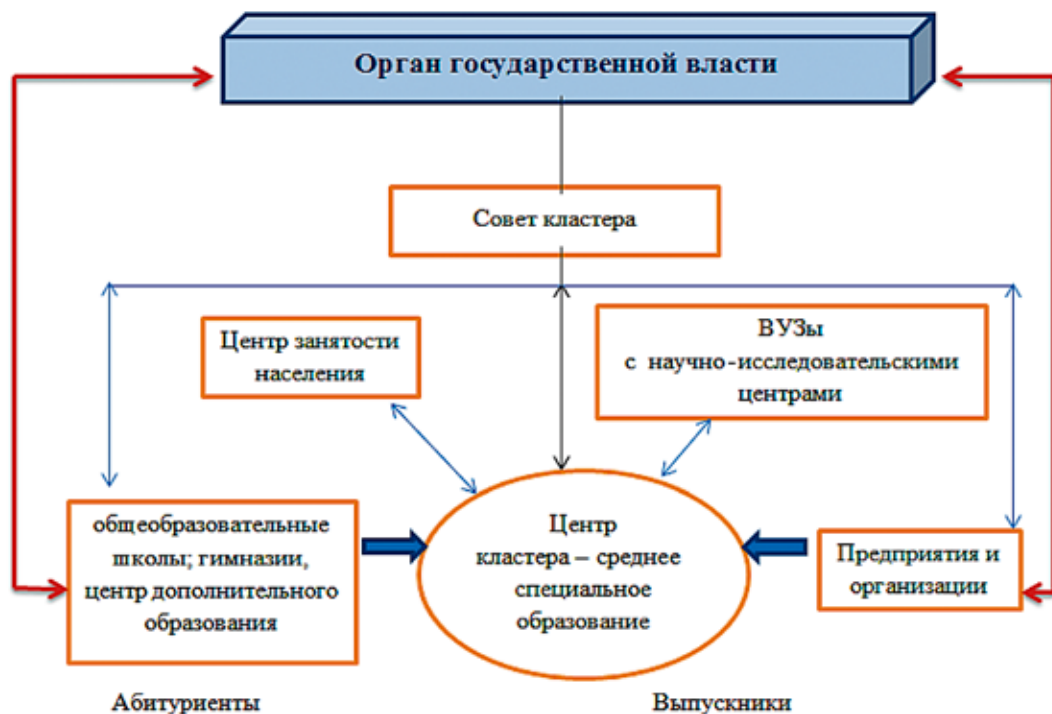 Орган государственной власти
Совет кластера
Центр занятости
населения
ВУЗы
с научно-исследовательскими
центрами
общеобразовательные
школы; гимназии,
центр дополнительного
образования
Центр
кластера – среднее
специальное
образование
Предприятия и
организации
Абитуриенты
Выпускники